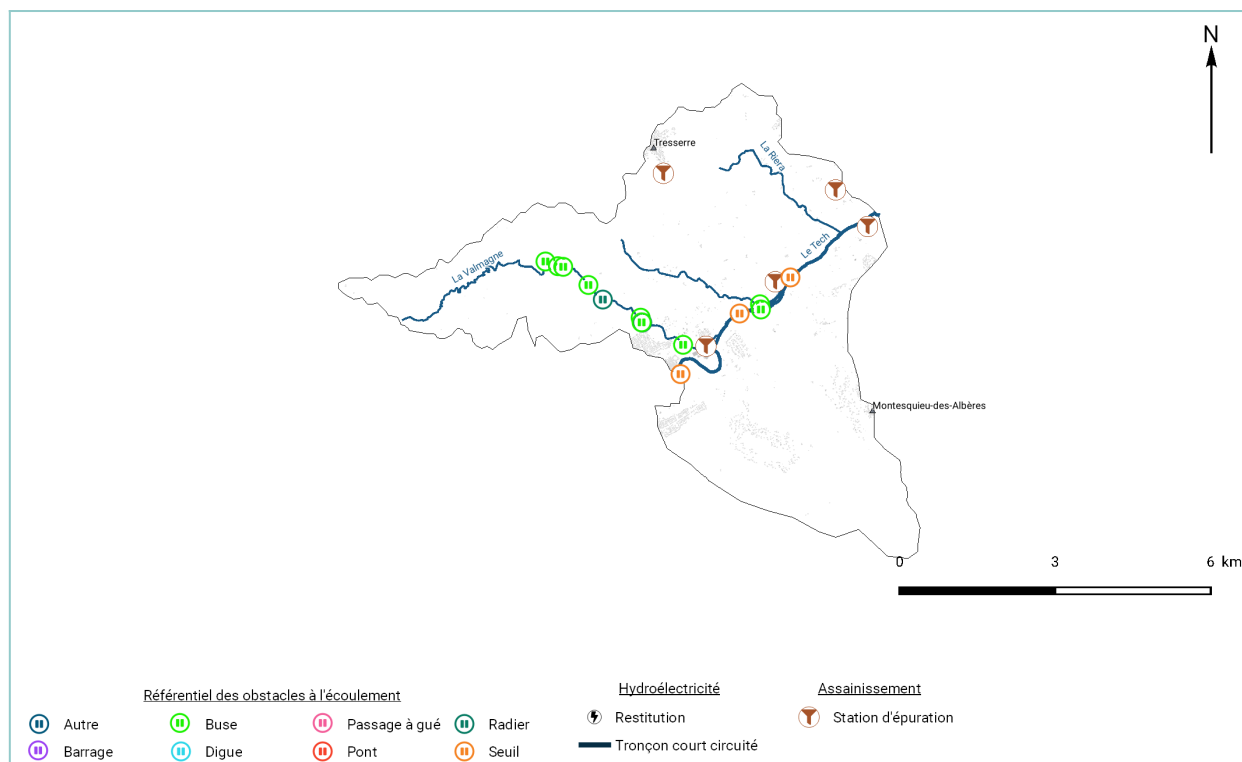 N
Tresserre
La Riera
Le Tech
La Valmagne
Montesquieu-des-Albères
0 3 6 km
Référentiel des obstacles à l'écoulement
Autre
Buse
Passage à gué
Radier
Barrage
Digue
Pont
Seuil
Hydroélectricité
Restitution
Tronçon court circuité
Assainissement
Station d'épuration